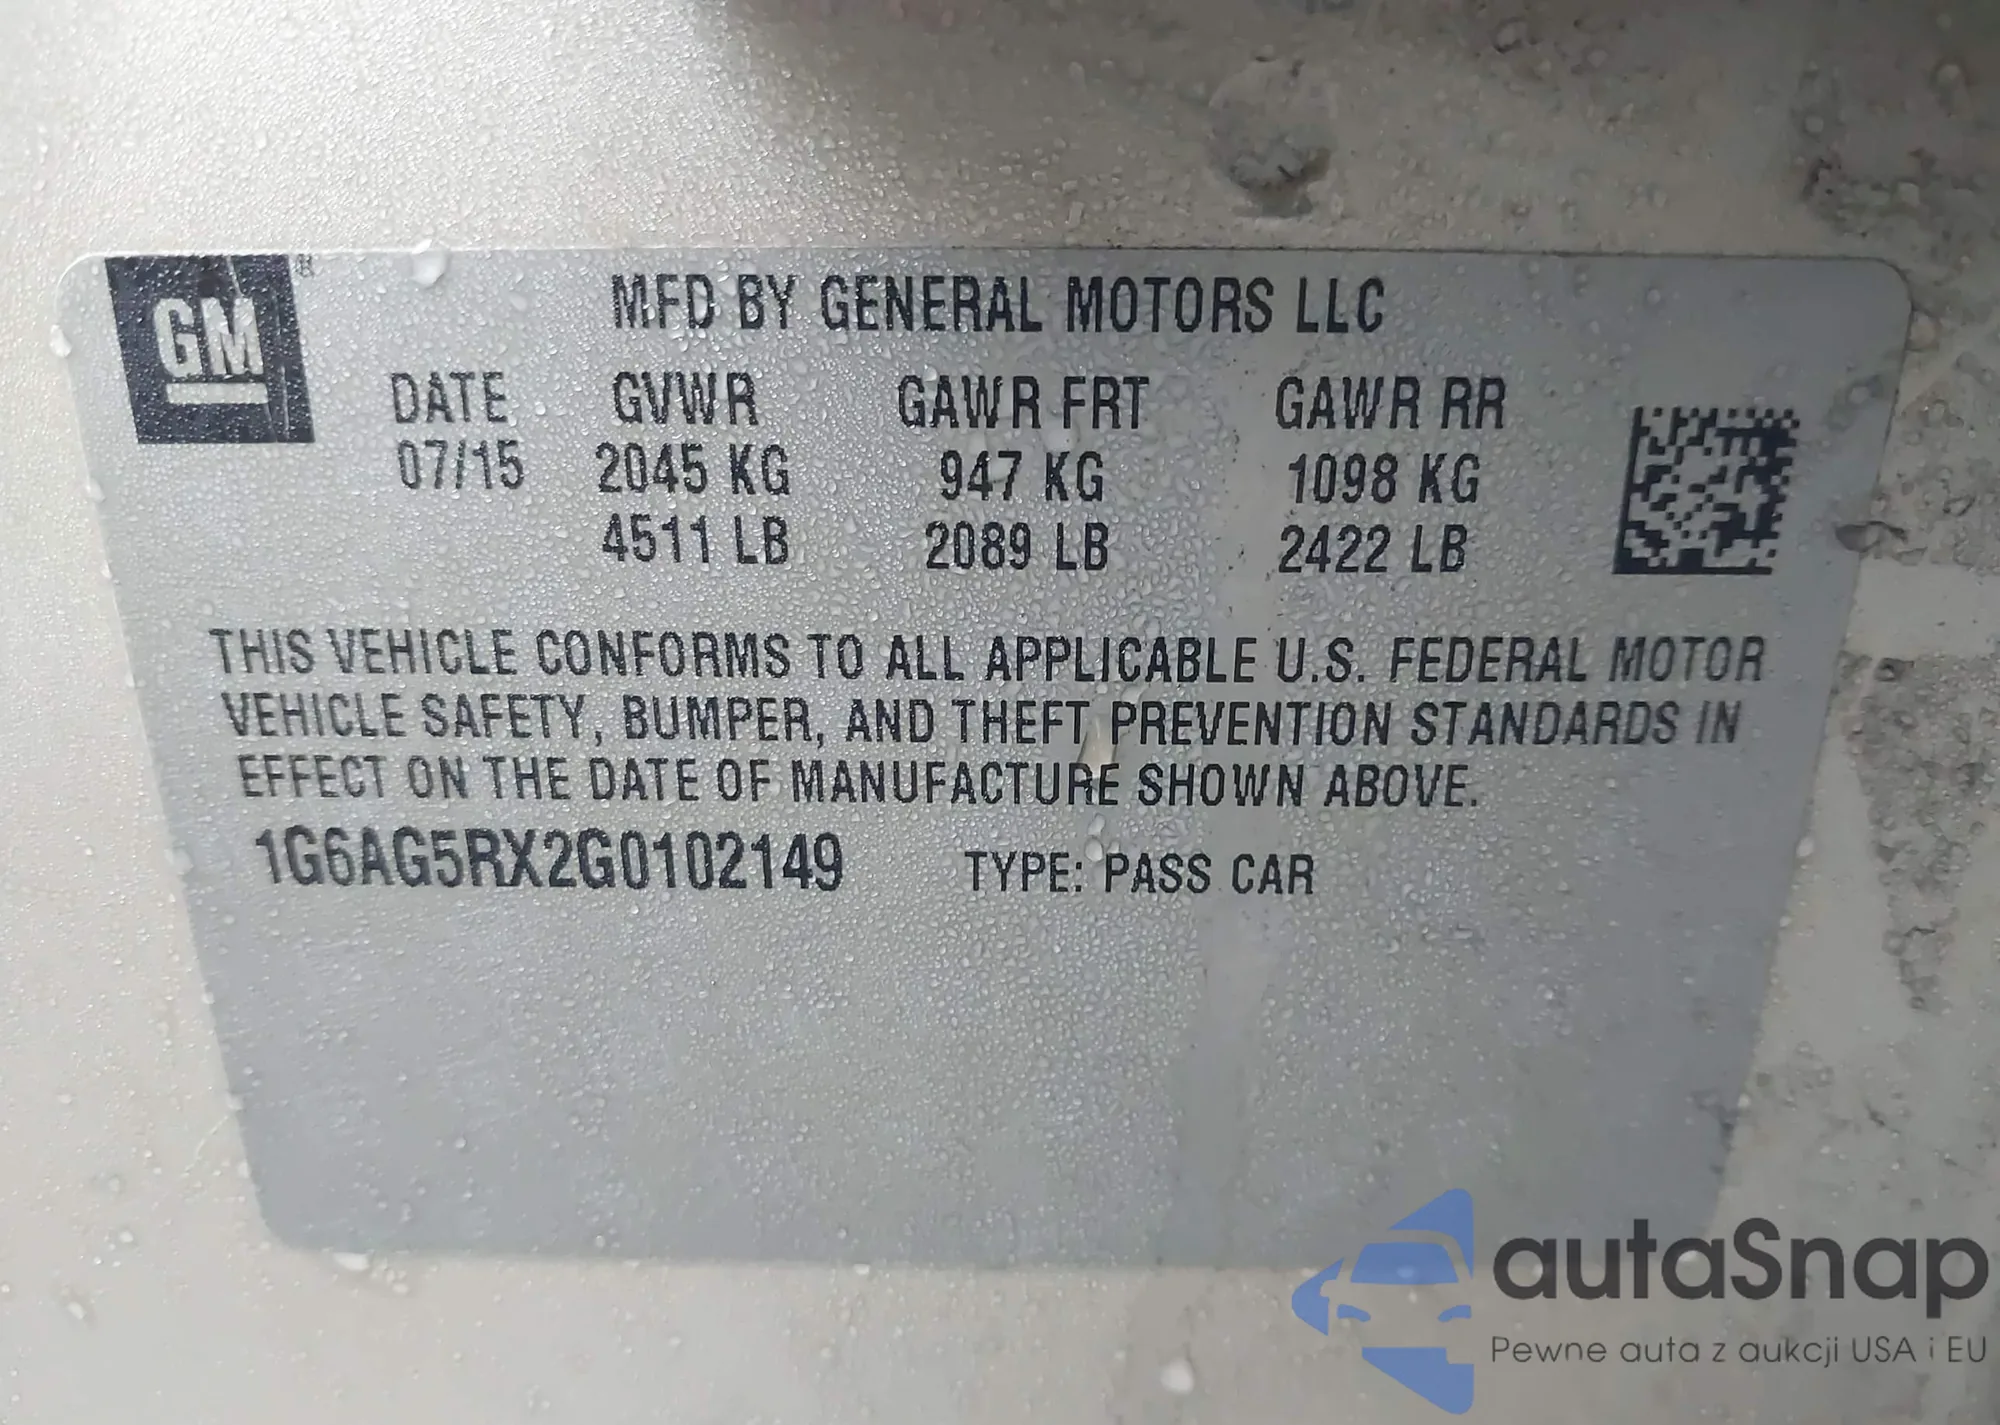 GM ®
MFD BY GENERAL MOTORS LLC
DATE GVWR GAWR FRT GAWR RR
07/15 2045 KG 947 KG 1098 KG
4511 LB 2089 LB 2422 LB
THIS VEHICLE CONFORMS TO ALL APPLICABLE U.S. FEDERAL MOTOR
VEHICLE SAFETY, BUMPER, AND THEFT PREVENTION STANDARDS IN
EFFECT ON THE DATE OF MANUFACTURE SHOWN ABOVE.
1G6AG5RX2G0102149 TYPE: PASS CAR
autaSnap
Pewne auta z aukcji USA i EU